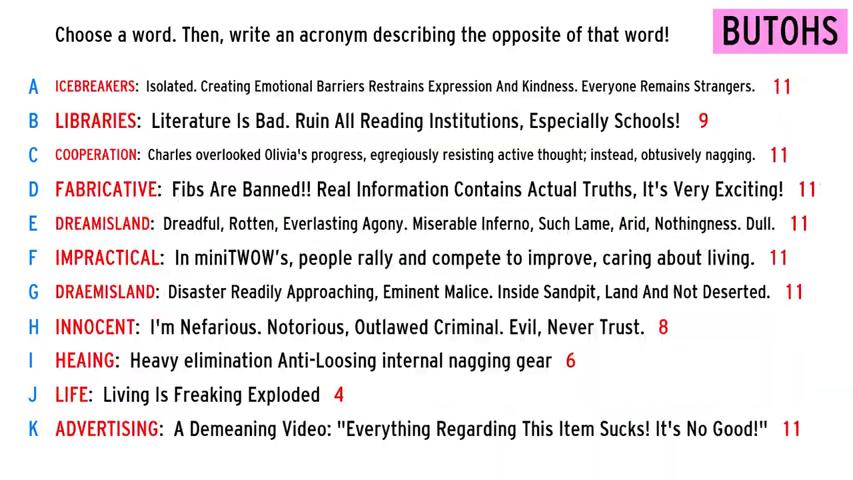 Choose a word. Then, write an acronym describing the opposite of that word!
BUTOHS
A ICEBREAKERS: Isolated. Creating Emotional Barriers Restrains Expression And Kindness. Everyone Remains Strangers. 11
B LIBRARIES: Literature Is Bad. Ruin All Reading Institutions, Especially Schools! 9
C COOPERATION: Charles overlooked Olivia's progress, egregiously resisting active thought; instead, obtusively nagging. 11
D FABRICATIVE: Fibs Are Banned!! Real Information Contains Actual Truths, It's Very Exciting! 11
E DREAMISLAND: Dreadful, Rotten, Everlasting Agony. Miserable Inferno, Such Lame, Arid, Nothingness. Dull. 11
F IMPRACTICAL: In miniTWOW's, people rally and compete to improve, caring about living. 11
G DRAEMISLAND: Disaster Readily Approaching, Eminent Malice. Inside Sandpit, Land And Not Deserted. 11
H INNOCENT: I'm Nefarious. Notorious, Outlawed Criminal. Evil, Never Trust. 8
I HEAING: Heavy elimination Anti-Loosing internal nagging gear 6
J LIFE: Living Is Freaking Exploded 4
K ADVERTISING: A Demeaning Video: "Everything Regarding This Item Sucks! It's No Good!" 11